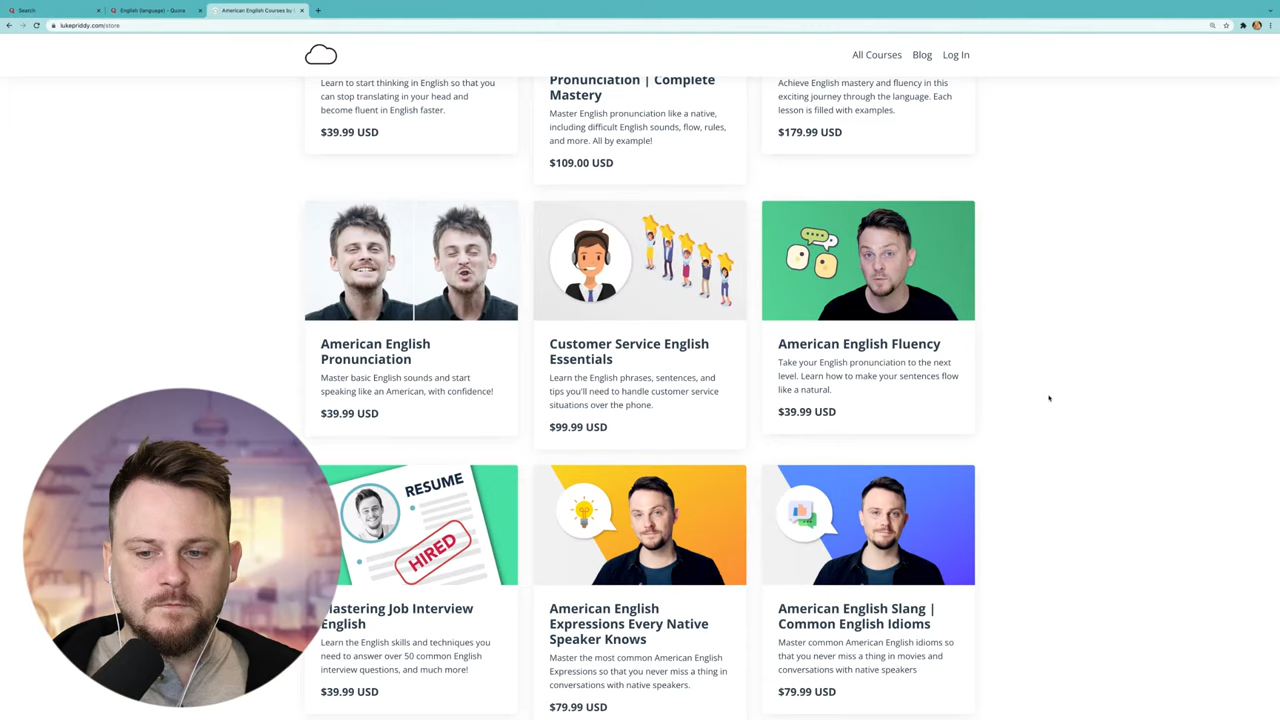 Search
English (language) - Quora
American English Courses by
lukepriddy.com/store
All Courses Blog Log In
Learn to start thinking in English so that you
can stop translating in your head and
become fluent in English faster.
$39.99 USD
Pronunciation | Complete
Mastery
Master English pronunciation like a native,
including difficult English sounds, flow, rules,
and more. All by example!
$109.00 USD
Achieve English mastery and fluency in this
exciting journey through the language. Each
lesson is filled with examples.
$179.99 USD
American English
Pronunciation
Master basic English sounds and start
speaking like an American, with confidence!
$39.99 USD
Customer Service English
Essentials
Learn the English phrases, sentences, and
tips you'll need to handle customer service
situations over the phone.
$99.99 USD
American English Fluency
Take your English pronunciation to the next
level. Learn how to make your sentences flow
like a natural.
$39.99 USD
RESUME
HIRED
Mastering Job Interview
English
Learn the English skills and techniques you
need to answer over 50 common English
interview questions, and much more!
$39.99 USD
American English
Expressions Every Native
Speaker Knows
Master the most common American English
Expressions so that you never miss a thing in
conversations with native speakers.
$79.99 USD
American English Slang |
Common English Idioms
Master common American English idioms so
that you never miss a thing in movies and
conversations with native speakers
$79.99 USD